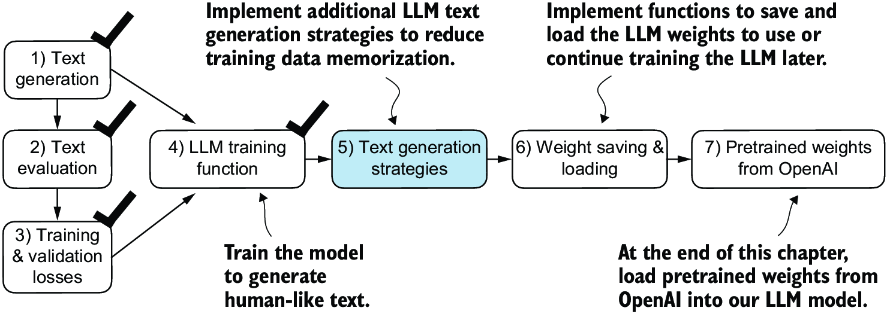 Implement additional LLM text
generation strategies to reduce
training data memorization.
Implement functions to save and
load the LLM weights to use or
continue training the LLM later.
1) Text
generation
2) Text
evaluation
3) Training
& validation
losses
4) LLM training
function
5) Text generation
strategies
6) Weight saving &
loading
7) Pretrained weights
from OpenAI
Train the model
to generate
human-like text.
At the end of this chapter,
load pretrained weights from
OpenAI into our LLM model.